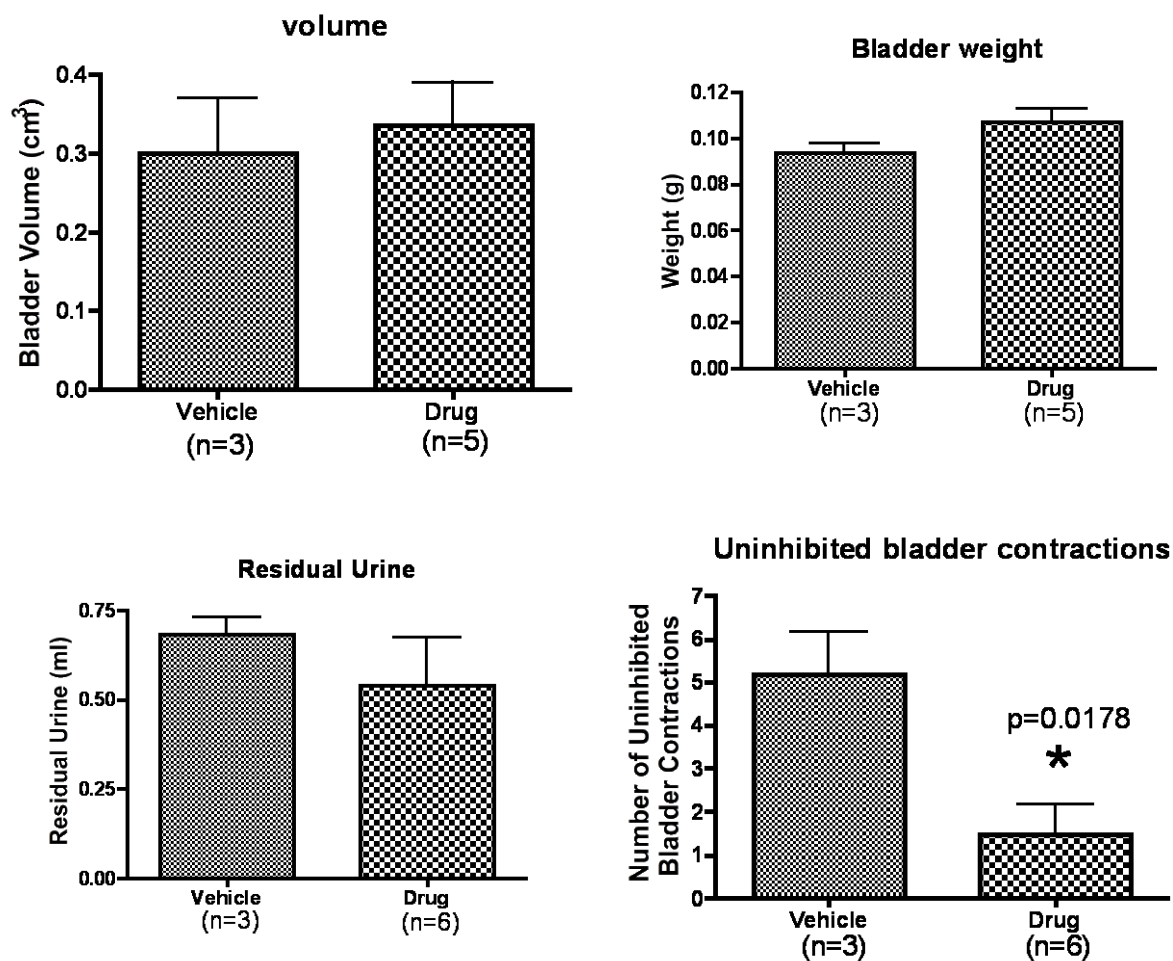 volume
Bladder Volume (cm³)
0.4
0.3
0.2
0.1
0.0
Vehicle
(n=3)
Drug
(n=5)
Bladder weight
Weight (g)
0.12
0.10
0.08
0.06
0.04
0.02
0.00
Vehicle
(n=3)
Drug
(n=5)
Residual Urine
Residual Urine (ml)
0.75
0.50
0.25
0.00
Vehicle
(n=3)
Drug
(n=6)
Uninhibited bladder contractions
Number of Uninhibited
Bladder Contractions
7
6
5
4
3
2
1
0
p=0.0178
*
Vehicle
(n=3)
Drug
(n=6)